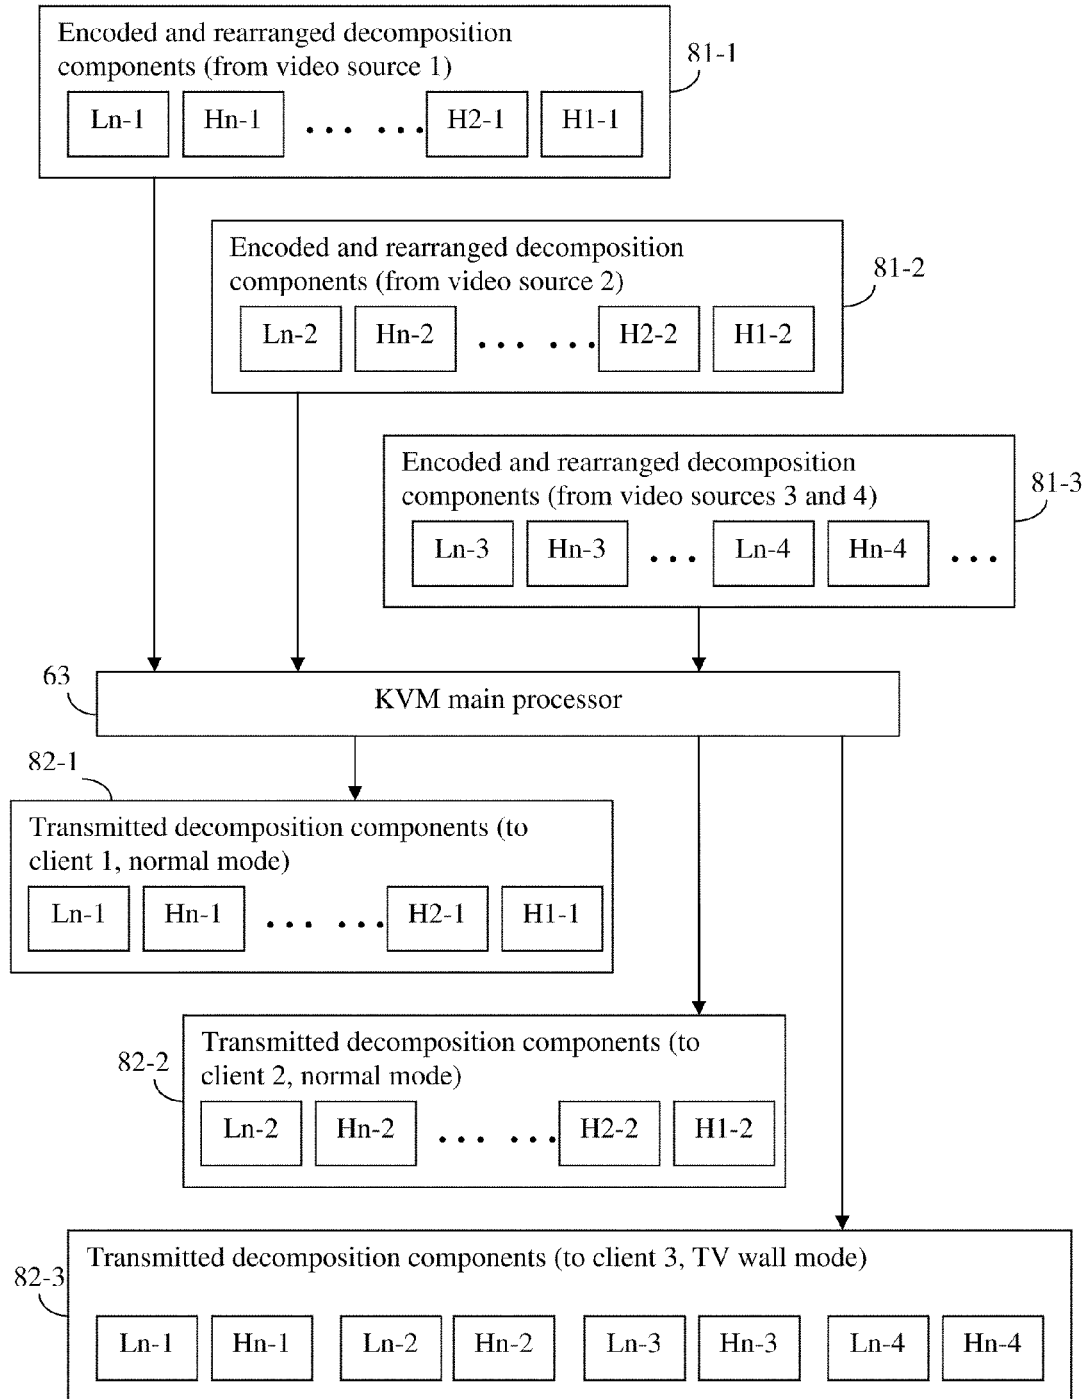 Encoded and rearranged decomposition
components (from video source 1)
81-1
Ln-1 Hn-1 ... ... H2-1 H1-1
Encoded and rearranged decomposition
components (from video source 2)
81-2
Ln-2 Hn-2 ... ... H2-2 H1-2
Encoded and rearranged decomposition
components (from video sources 3 and 4)
81-3
Ln-3 Hn-3 ... Ln-4 Hn-4 ...
63
KVM main processor
82-1
Transmitted decomposition components (to
client 1, normal mode)
Ln-1 Hn-1 ... ... H2-1 H1-1
82-2
Transmitted decomposition components (to
client 2, normal mode)
Ln-2 Hn-2 ... ... H2-2 H1-2
82-3
Transmitted decomposition components (to client 3, TV wall mode)
Ln-1 Hn-1 Ln-2 Hn-2 Ln-3 Hn-3 Ln-4 Hn-4